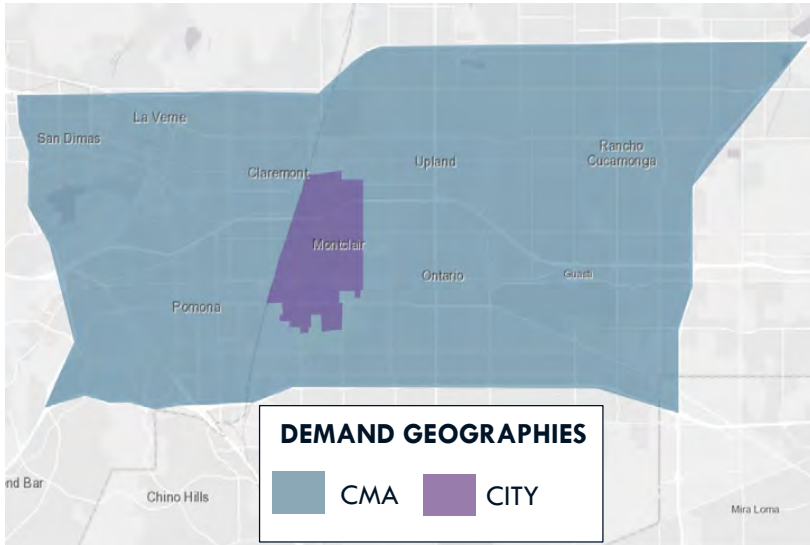 La Verne
San Dimas
Rancho
Cucamonga
Upland
Claremont
Montclair
Ontario
Guasti
Pomona
DEMAND GEOGRAPHIES
CMA
CITY
nd Bar
Chino Hills
Mira Loma